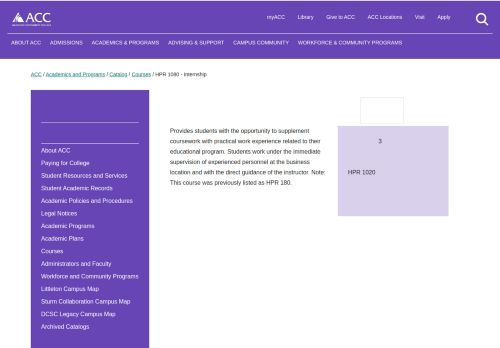 ACC
myACC Library Give to ACC ACC Locations Visit Apply
ABOUT ACC ADMISSIONS ACADEMICS & PROGRAMS ADVISING & SUPPORT CAMPUS COMMUNITY WORKFORCE & COMMUNITY PROGRAMS
ACC / Academics and Programs / Catalog / Courses / HPR 1080 - Internship
About ACC
Paying for College
Student Resources and Services
Student Academic Records
Academic Policies and Procedures
Legal Notices
Academic Programs
Academic Plans
Courses
Administrators and Faculty
Workforce and Community Programs
Littleton Campus Map
Sturm Collaboration Campus Map
DCSC Legacy Campus Map
Archived Catalogs
Provides students with the opportunity to supplement
coursework with practical work experience related to their
educational program. Students work under the immediate
supervision of experienced personnel at the business
location and with the direct guidance of the instructor. Note:
This course was previously listed as HPR 180.
3
HPR 1020